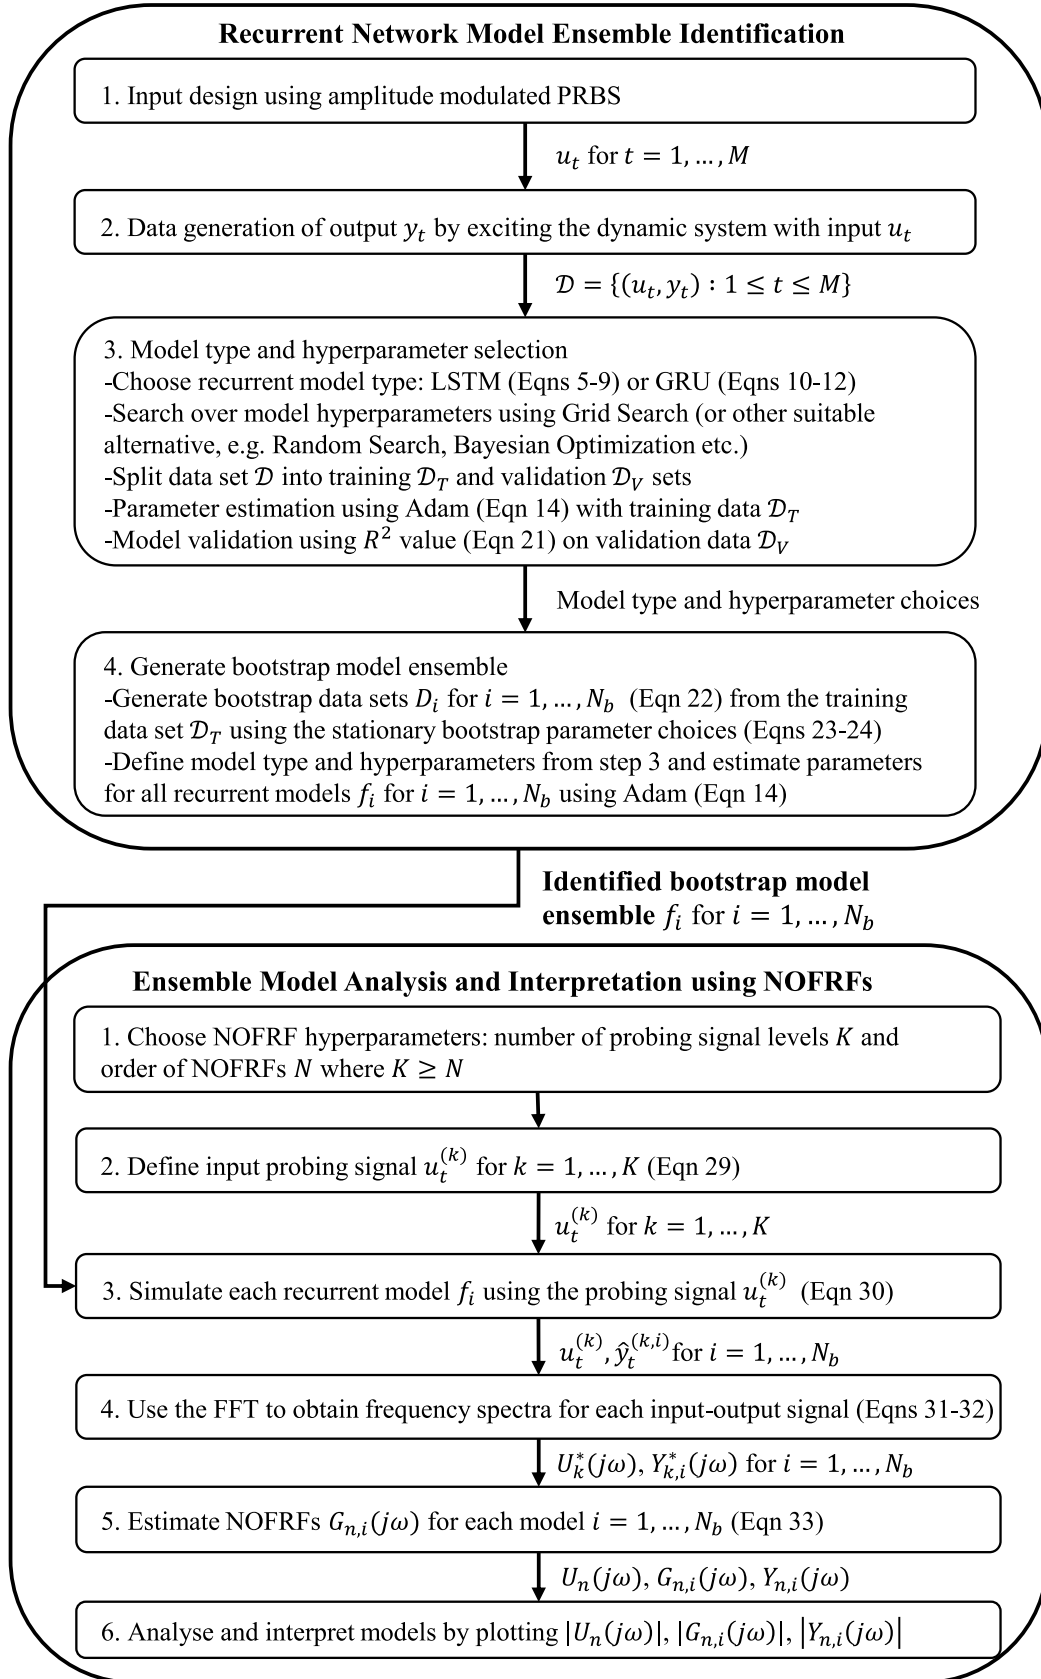 Recurrent Network Model Ensemble Identification
1. Input design using amplitude modulated PRBS
u_t for t = 1, … , M
2. Data generation of output y_t by exciting the dynamic system with input u_t
𝒟 = {(u_t, y_t) : 1 ≤ t ≤ M}
3. Model type and hyperparameter selection
-Choose recurrent model type: LSTM (Eqns 5-9) or GRU (Eqns 10-12)
-Search over model hyperparameters using Grid Search (or other suitable
alternative, e.g. Random Search, Bayesian Optimization etc.)
-Split data set 𝒟 into training 𝒟_T and validation 𝒟_V sets
-Parameter estimation using Adam (Eqn 14) with training data 𝒟_T
-Model validation using R² value (Eqn 21) on validation data 𝒟_V
Model type and hyperparameter choices
4. Generate bootstrap model ensemble
-Generate bootstrap data sets D_i for i = 1, … , N_b (Eqn 22) from the training
data set 𝒟_T using the stationary bootstrap parameter choices (Eqns 23-24)
-Define model type and hyperparameters from step 3 and estimate parameters
for all recurrent models f_i for i = 1, … , N_b using Adam (Eqn 14)
Identified bootstrap model
ensemble f_i for i = 1, … , N_b
Ensemble Model Analysis and Interpretation using NOFRFs
1. Choose NOFRF hyperparameters: number of probing signal levels K and
order of NOFRFs N where K ≥ N
2. Define input probing signal u_t^(k) for k = 1, … , K (Eqn 29)
u_t^(k) for k = 1, … , K
3. Simulate each recurrent model f_i using the probing signal u_t^(k) (Eqn 30)
u_t^(k), ŷ_t^(k,i) for i = 1, … , N_b
4. Use the FFT to obtain frequency spectra for each input-output signal (Eqns 31-32)
U_k^*(jω), Y_{k,i}^*(jω) for i = 1, … , N_b
5. Estimate NOFRFs G_{n,i}(jω) for each model i = 1, … , N_b (Eqn 33)
U_n(jω), G_{n,i}(jω), Y_{n,i}(jω)
6. Analyse and interpret models by plotting |U_n(jω)|, |G_{n,i}(jω)|, |Y_{n,i}(jω)|